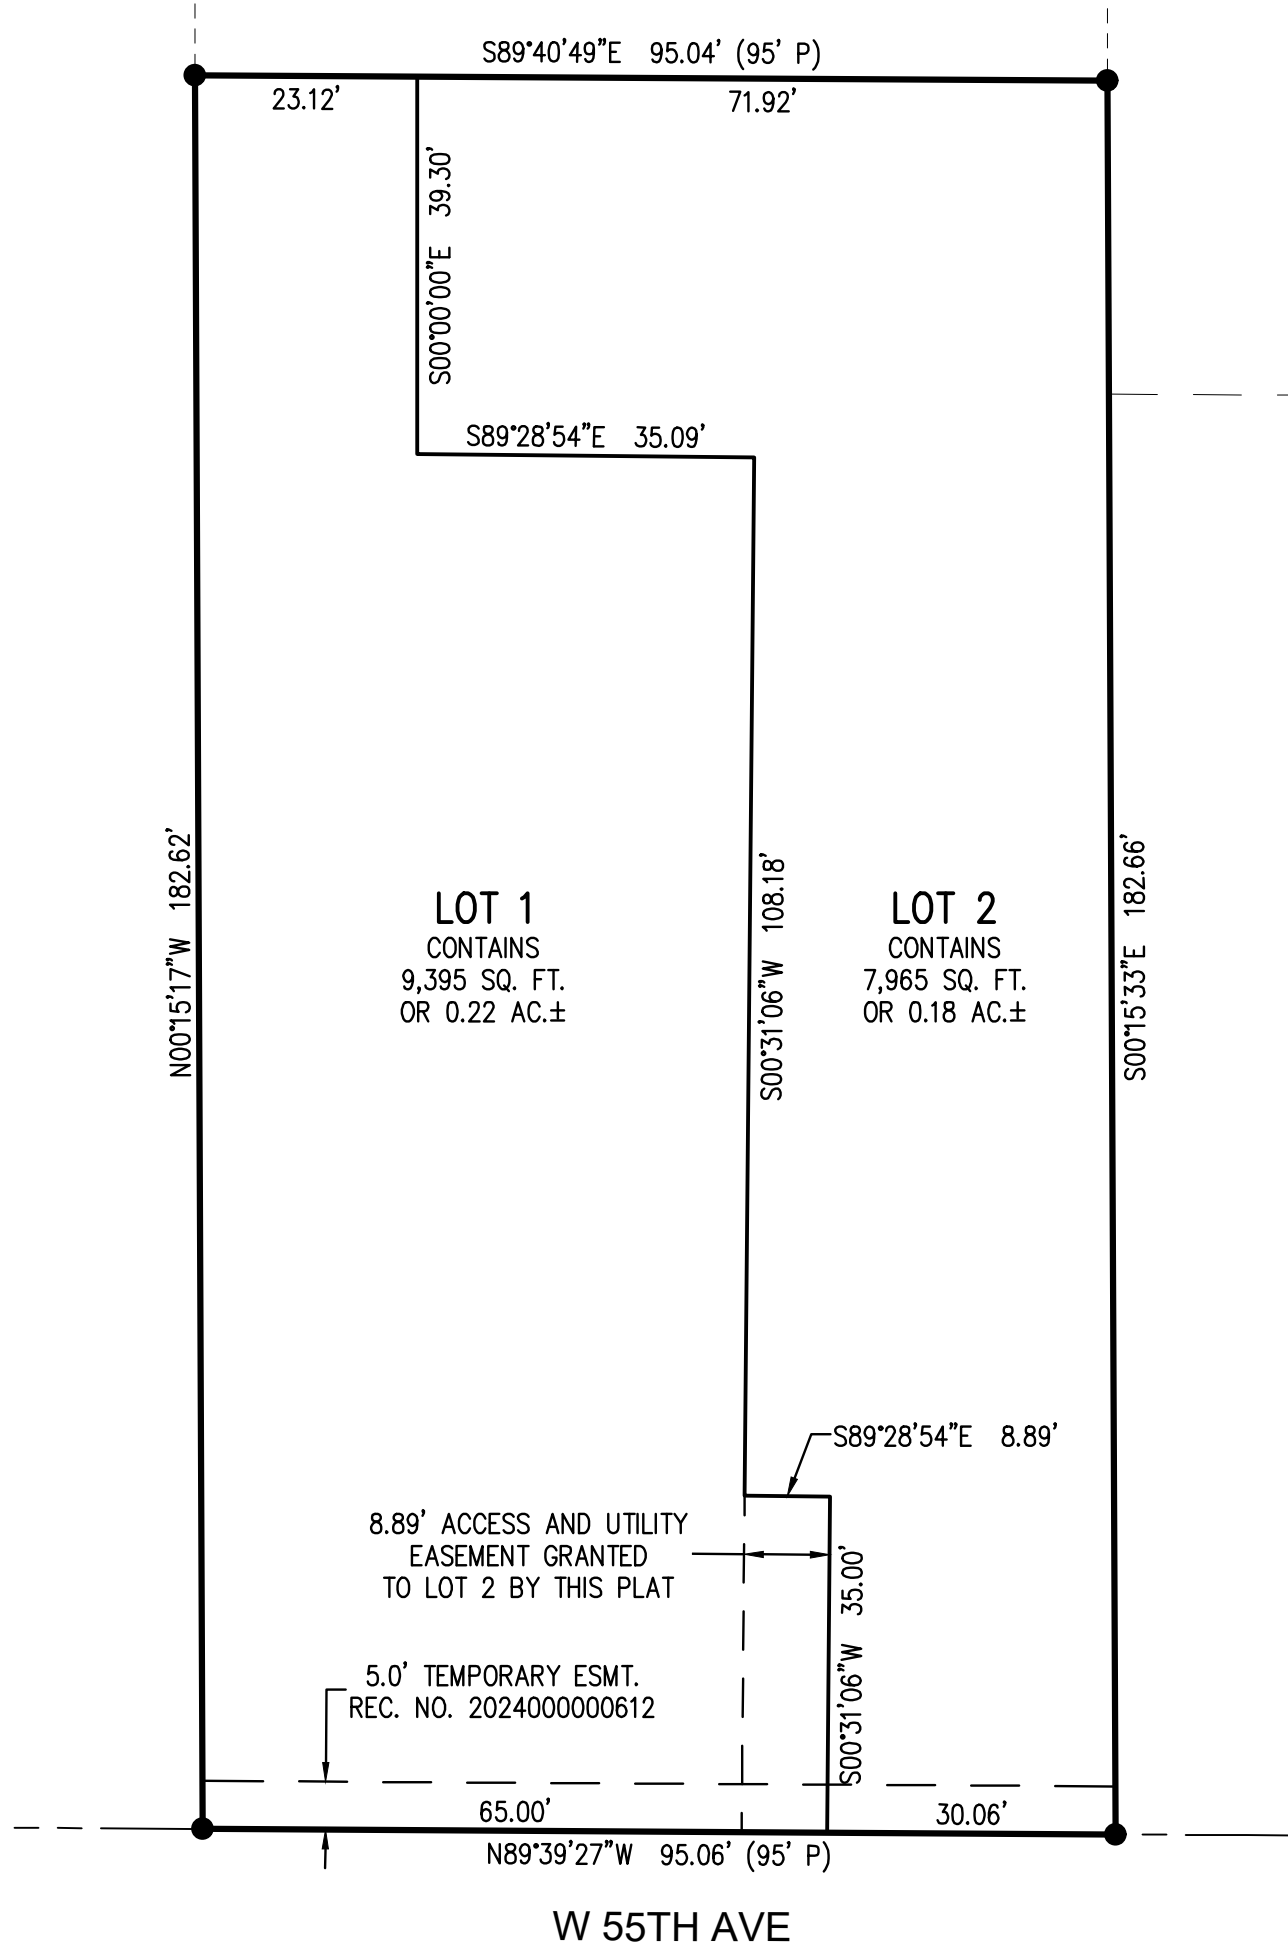 S89°40'49"E 95.04' (95' P)
23.12'
71.92'
S00°00'00"E 39.30'
S89°28'54"E 35.09'
N00°15'17"W 182.62'
LOT 1
CONTAINS
9,395 SQ. FT.
OR 0.22 AC.±
S00°31'06"W 108.18'
LOT 2
CONTAINS
7,965 SQ. FT.
OR 0.18 AC.±
S00°15'33"E 182.66'
S89°28'54"E 8.89'
8.89' ACCESS AND UTILITY
EASEMENT GRANTED
TO LOT 2 BY THIS PLAT
S00°31'06"W 35.00'
5.0' TEMPORARY ESMT.
REC. NO. 2024000000612
65.00'
30.06'
N89°39'27"W 95.06' (95' P)
W 55TH AVE